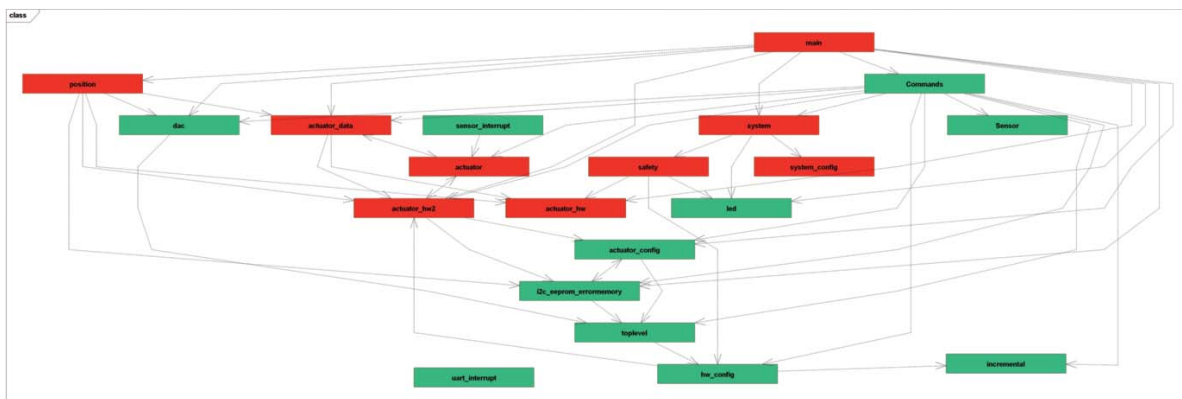 class
main
position
Commands
dac
actuator_data
sensor_interrupt
system
Sensor
actuator
safety
system_config
actuator_hw2
actuator_hw
led
actuator_config
i2c_eeprom_errormemory
toplevel
incremental
hw_config
uart_interrupt